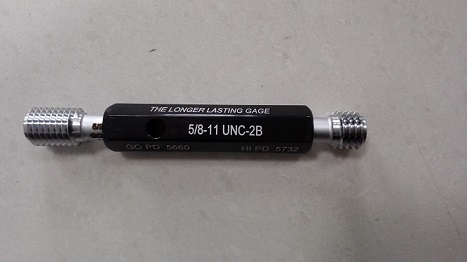 THE LONGER LASTING GAGE
5/8-11 UNC-2B
GO PD .5660 HI PD .5732